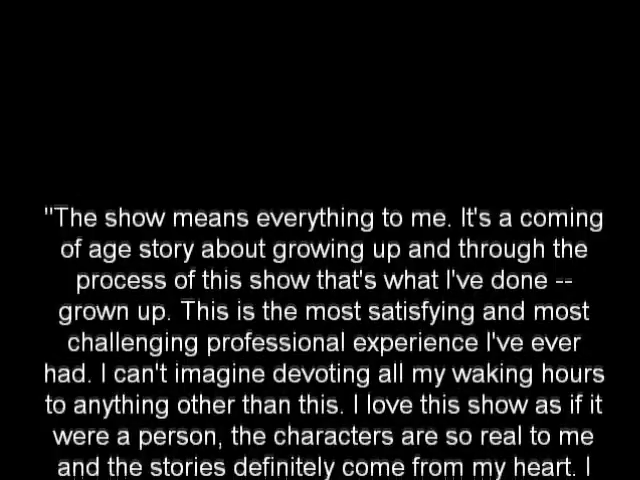 "The show means everything to me. It's a coming
of age story about growing up and through the
process of this show that's what I've done --
grown up. This is the most satisfying and most
challenging professional experience I've ever
had. I can't imagine devoting all my waking hours
to anything other than this. I love this show as if it
were a person, the characters are so real to me
and the stories definitely come from my heart. I